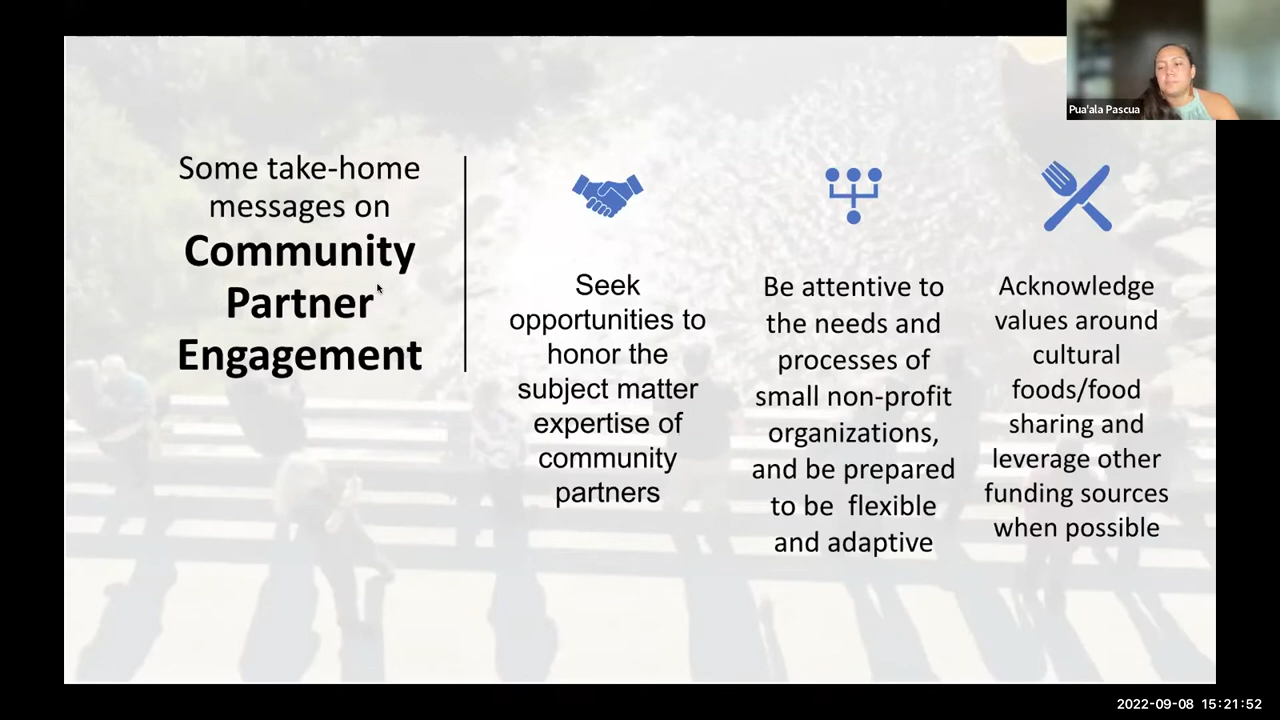 Pua'ala Pascua
Some take-home
messages on
Community
Partner
Engagement
Seek
opportunities to
honor the
subject matter
expertise of
community
partners
Be attentive to
the needs and
processes of
small non-profit
organizations,
and be prepared
to be  flexible
and adaptive
Acknowledge
values around
cultural
foods/food
sharing and
leverage other
funding sources
when possible
2022-09-08  15:21:52